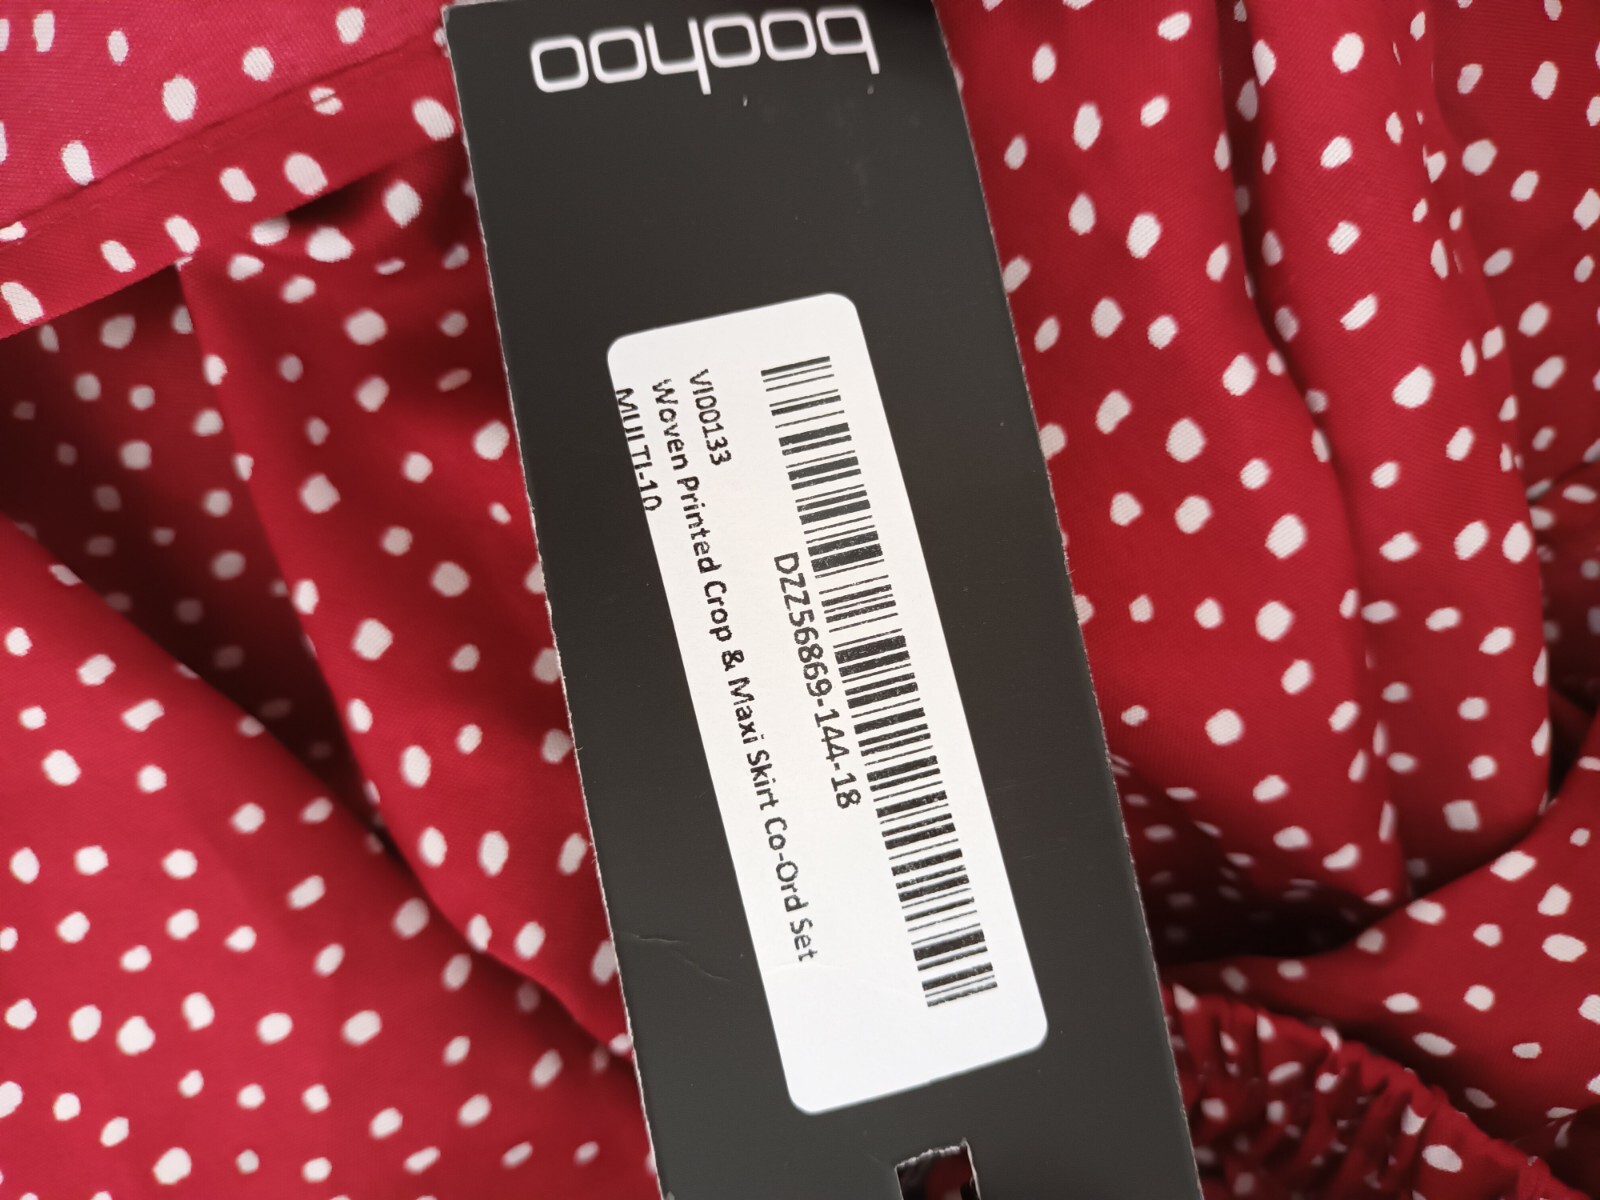 boohoo
DZZ56869-144-18
VI00133
Woven Printed Crop & Maxi Skirt Co-Ord Set
MULTI-10